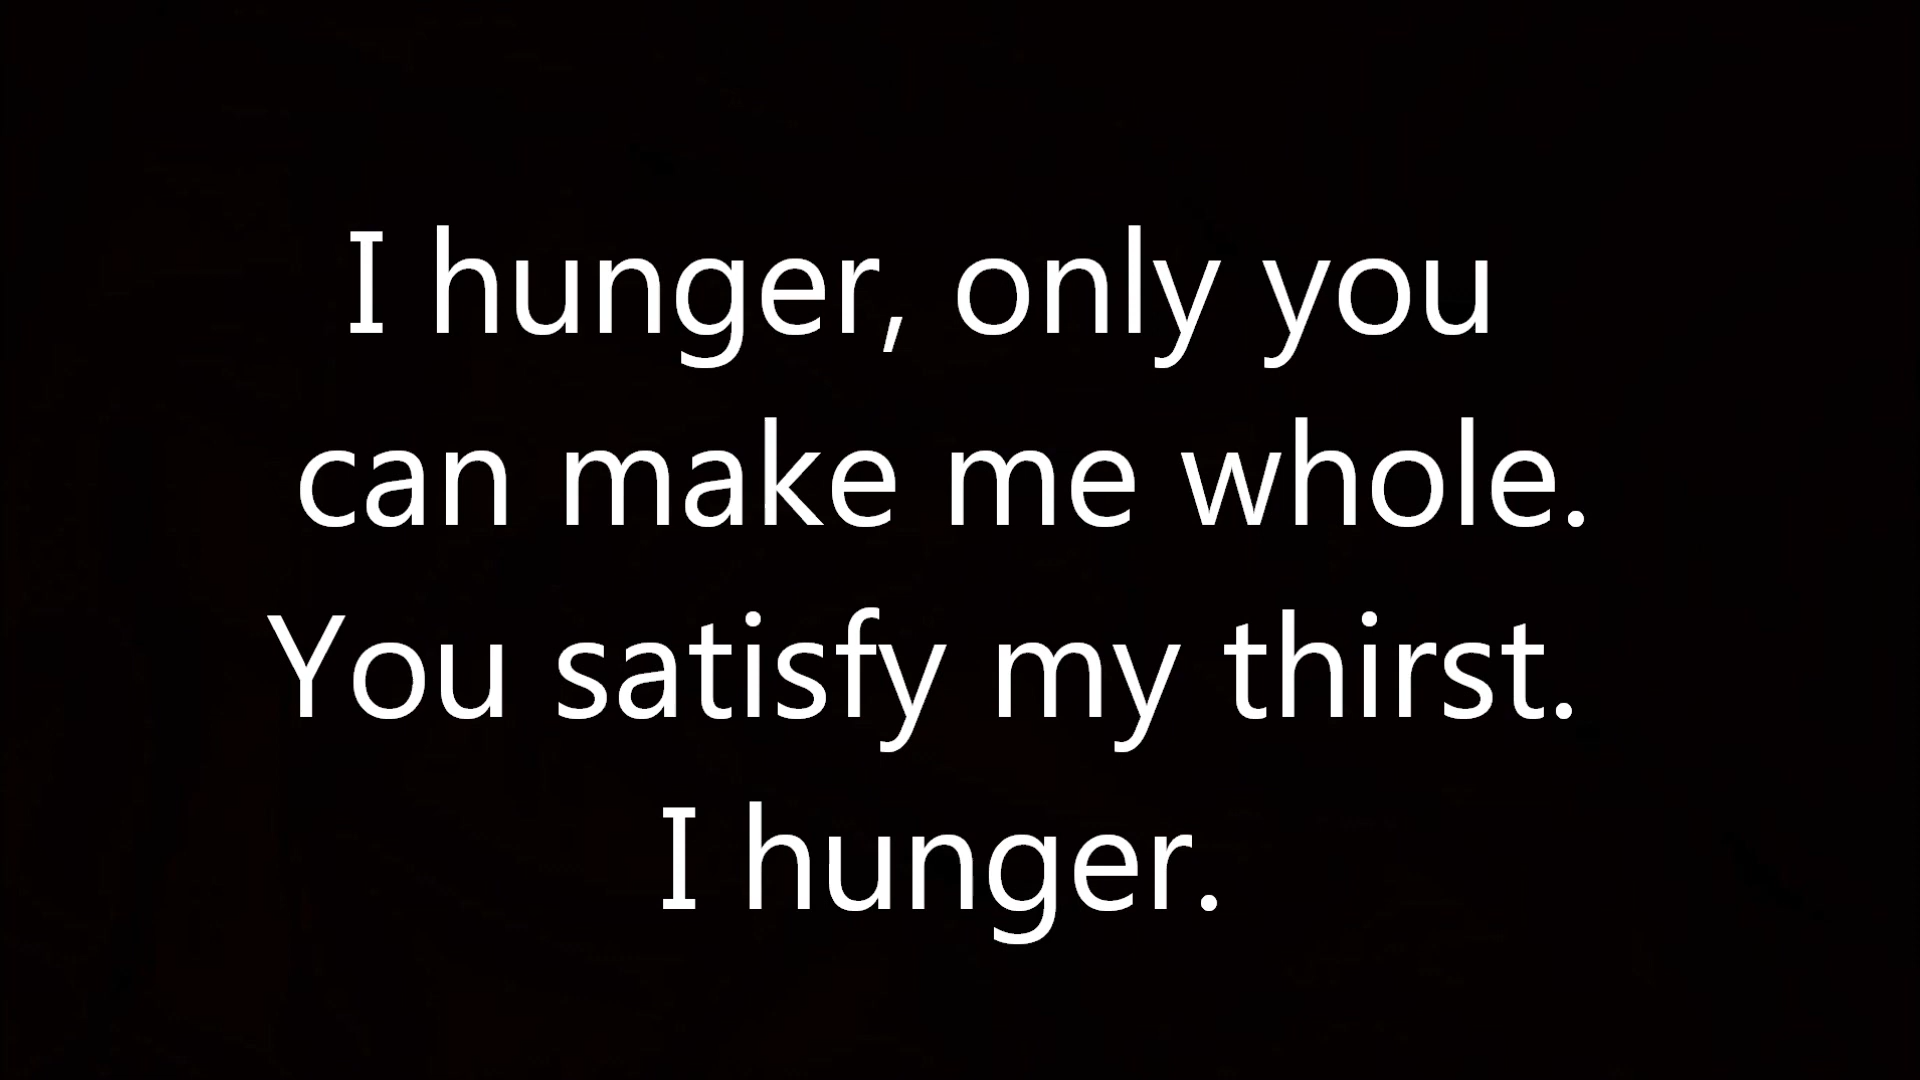 I hunger, only you
can make me whole.
You satisfy my thirst.
I hunger.